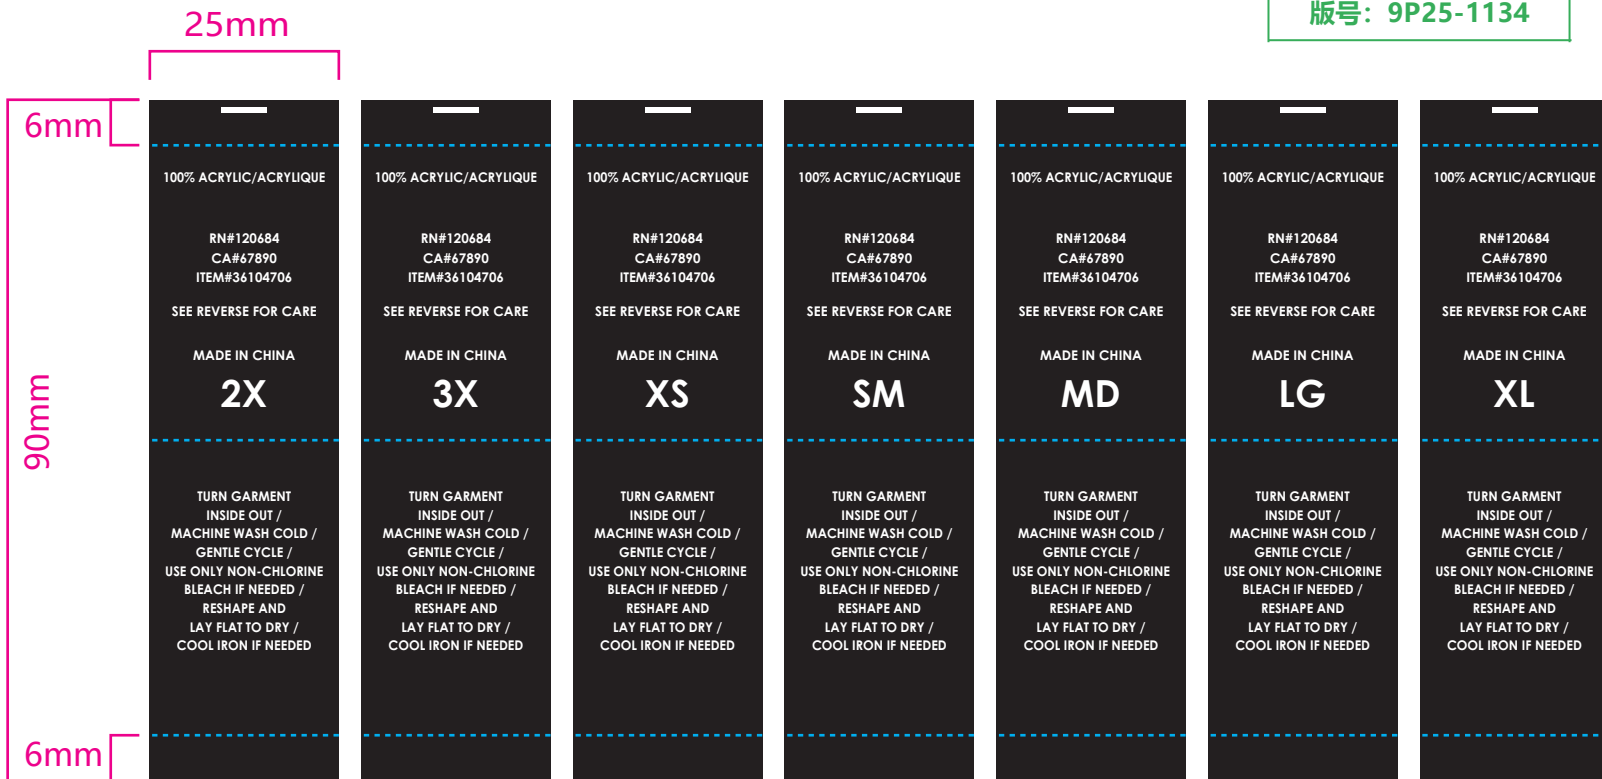 版号：9P25-1134
25mm
6mm
90mm
6mm
100% ACRYLIC/ACRYLIQUE
RN#120684
CA#67890
ITEM#36104706
SEE REVERSE FOR CARE
MADE IN CHINA
2X
TURN GARMENT
INSIDE OUT /
MACHINE WASH COLD /
GENTLE CYCLE /
USE ONLY NON-CHLORINE
BLEACH IF NEEDED /
RESHAPE AND
LAY FLAT TO DRY /
COOL IRON IF NEEDED
100% ACRYLIC/ACRYLIQUE
RN#120684
CA#67890
ITEM#36104706
SEE REVERSE FOR CARE
MADE IN CHINA
3X
TURN GARMENT
INSIDE OUT /
MACHINE WASH COLD /
GENTLE CYCLE /
USE ONLY NON-CHLORINE
BLEACH IF NEEDED /
RESHAPE AND
LAY FLAT TO DRY /
COOL IRON IF NEEDED
100% ACRYLIC/ACRYLIQUE
RN#120684
CA#67890
ITEM#36104706
SEE REVERSE FOR CARE
MADE IN CHINA
XS
TURN GARMENT
INSIDE OUT /
MACHINE WASH COLD /
GENTLE CYCLE /
USE ONLY NON-CHLORINE
BLEACH IF NEEDED /
RESHAPE AND
LAY FLAT TO DRY /
COOL IRON IF NEEDED
100% ACRYLIC/ACRYLIQUE
RN#120684
CA#67890
ITEM#36104706
SEE REVERSE FOR CARE
MADE IN CHINA
SM
TURN GARMENT
INSIDE OUT /
MACHINE WASH COLD /
GENTLE CYCLE /
USE ONLY NON-CHLORINE
BLEACH IF NEEDED /
RESHAPE AND
LAY FLAT TO DRY /
COOL IRON IF NEEDED
100% ACRYLIC/ACRYLIQUE
RN#120684
CA#67890
ITEM#36104706
SEE REVERSE FOR CARE
MADE IN CHINA
MD
TURN GARMENT
INSIDE OUT /
MACHINE WASH COLD /
GENTLE CYCLE /
USE ONLY NON-CHLORINE
BLEACH IF NEEDED /
RESHAPE AND
LAY FLAT TO DRY /
COOL IRON IF NEEDED
100% ACRYLIC/ACRYLIQUE
RN#120684
CA#67890
ITEM#36104706
SEE REVERSE FOR CARE
MADE IN CHINA
LG
TURN GARMENT
INSIDE OUT /
MACHINE WASH COLD /
GENTLE CYCLE /
USE ONLY NON-CHLORINE
BLEACH IF NEEDED /
RESHAPE AND
LAY FLAT TO DRY /
COOL IRON IF NEEDED
100% ACRYLIC/ACRYLIQUE
RN#120684
CA#67890
ITEM#36104706
SEE REVERSE FOR CARE
MADE IN CHINA
XL
TURN GARMENT
INSIDE OUT /
MACHINE WASH COLD /
GENTLE CYCLE /
USE ONLY NON-CHLORINE
BLEACH IF NEEDED /
RESHAPE AND
LAY FLAT TO DRY /
COOL IRON IF NEEDED